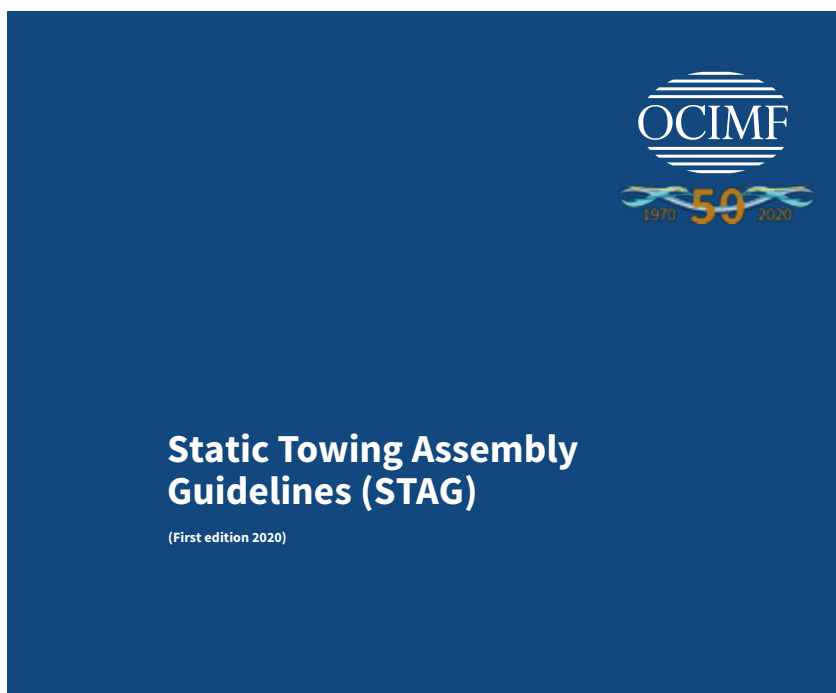 OCIMF
1970 50 2020
Static Towing Assembly
Guidelines (STAG)
(First edition 2020)